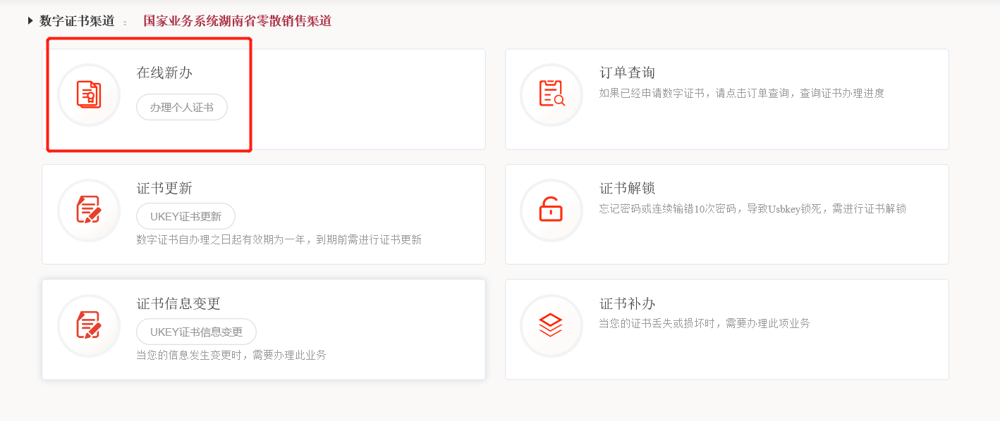 数字证书渠道 : 国家业务系统湖南省零散销售渠道
在线新办
办理个人证书
订单查询
如果已经申请数字证书，请点击订单查询，查询证书办理进度
证书更新
UKEY证书更新
数字证书自办理之日起有效期为一年，到期前需进行证书更新
证书解锁
忘记密码或连续输错10次密码，导致Usbkey锁死，需进行证书解锁
证书信息变更
UKEY证书信息变更
当您的信息发生变更时，需要办理此业务
证书补办
当您的证书丢失或损坏时，需要办理此项业务